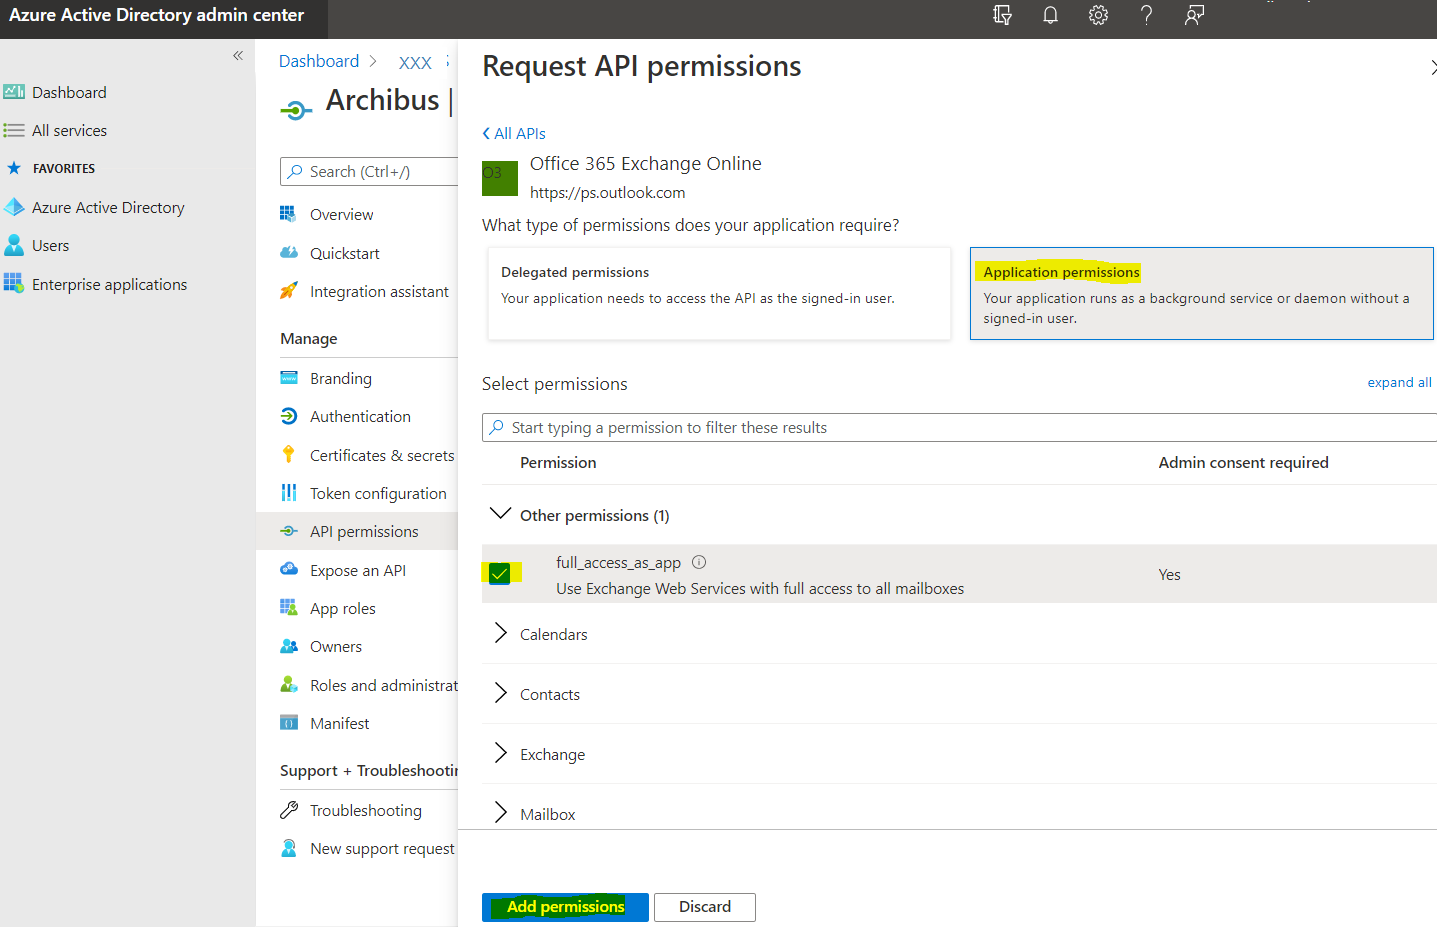 Azure Active Directory admin center
Dashboard
All services
FAVORITES
Azure Active Directory
Users
Enterprise applications
Dashboard
XXX
Archibus |
Search (Ctrl+/)
Overview
Quickstart
Integration assistant
Manage
Branding
Authentication
Certificates & secrets
Token configuration
API permissions
Expose an API
App roles
Owners
Roles and administrat
Manifest
Support + Troubleshootin
Troubleshooting
New support request
Request API permissions
All APIs
O3
Office 365 Exchange Online
https://ps.outlook.com
What type of permissions does your application require?
Delegated permissions
Your application needs to access the API as the signed-in user.
Application permissions
Your application runs as a background service or daemon without a
signed-in user.
Select permissions
expand all
Start typing a permission to filter these results
Permission
Admin consent required
Other permissions (1)
full_access_as_app
Use Exchange Web Services with full access to all mailboxes
Yes
Calendars
Contacts
Exchange
Mailbox
Add permissions
Discard